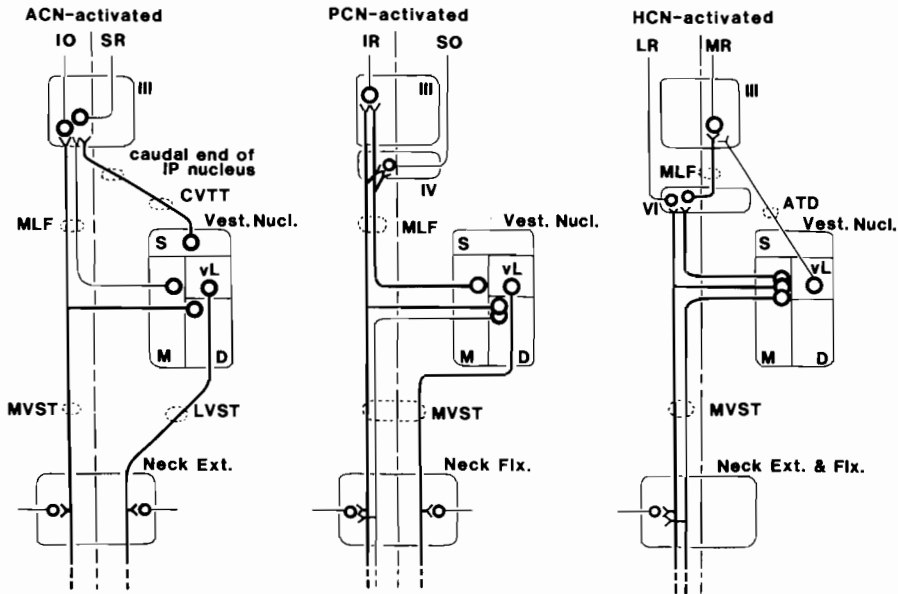 ACN-activated
IO SR
III
caudal end of
IP nucleus
CVTT
MLF
Vest. Nucl.
S
vL
M D
MVST
LVST
Neck Ext.
PCN-activated
IR SO
III
IV
MLF
Vest. Nucl.
S
vL
M D
MVST
Neck Flx.
HCN-activated
LR MR
III
MLF
VI
ATD
Vest. Nucl.
S
vL
M D
MVST
Neck Ext. & Flx.